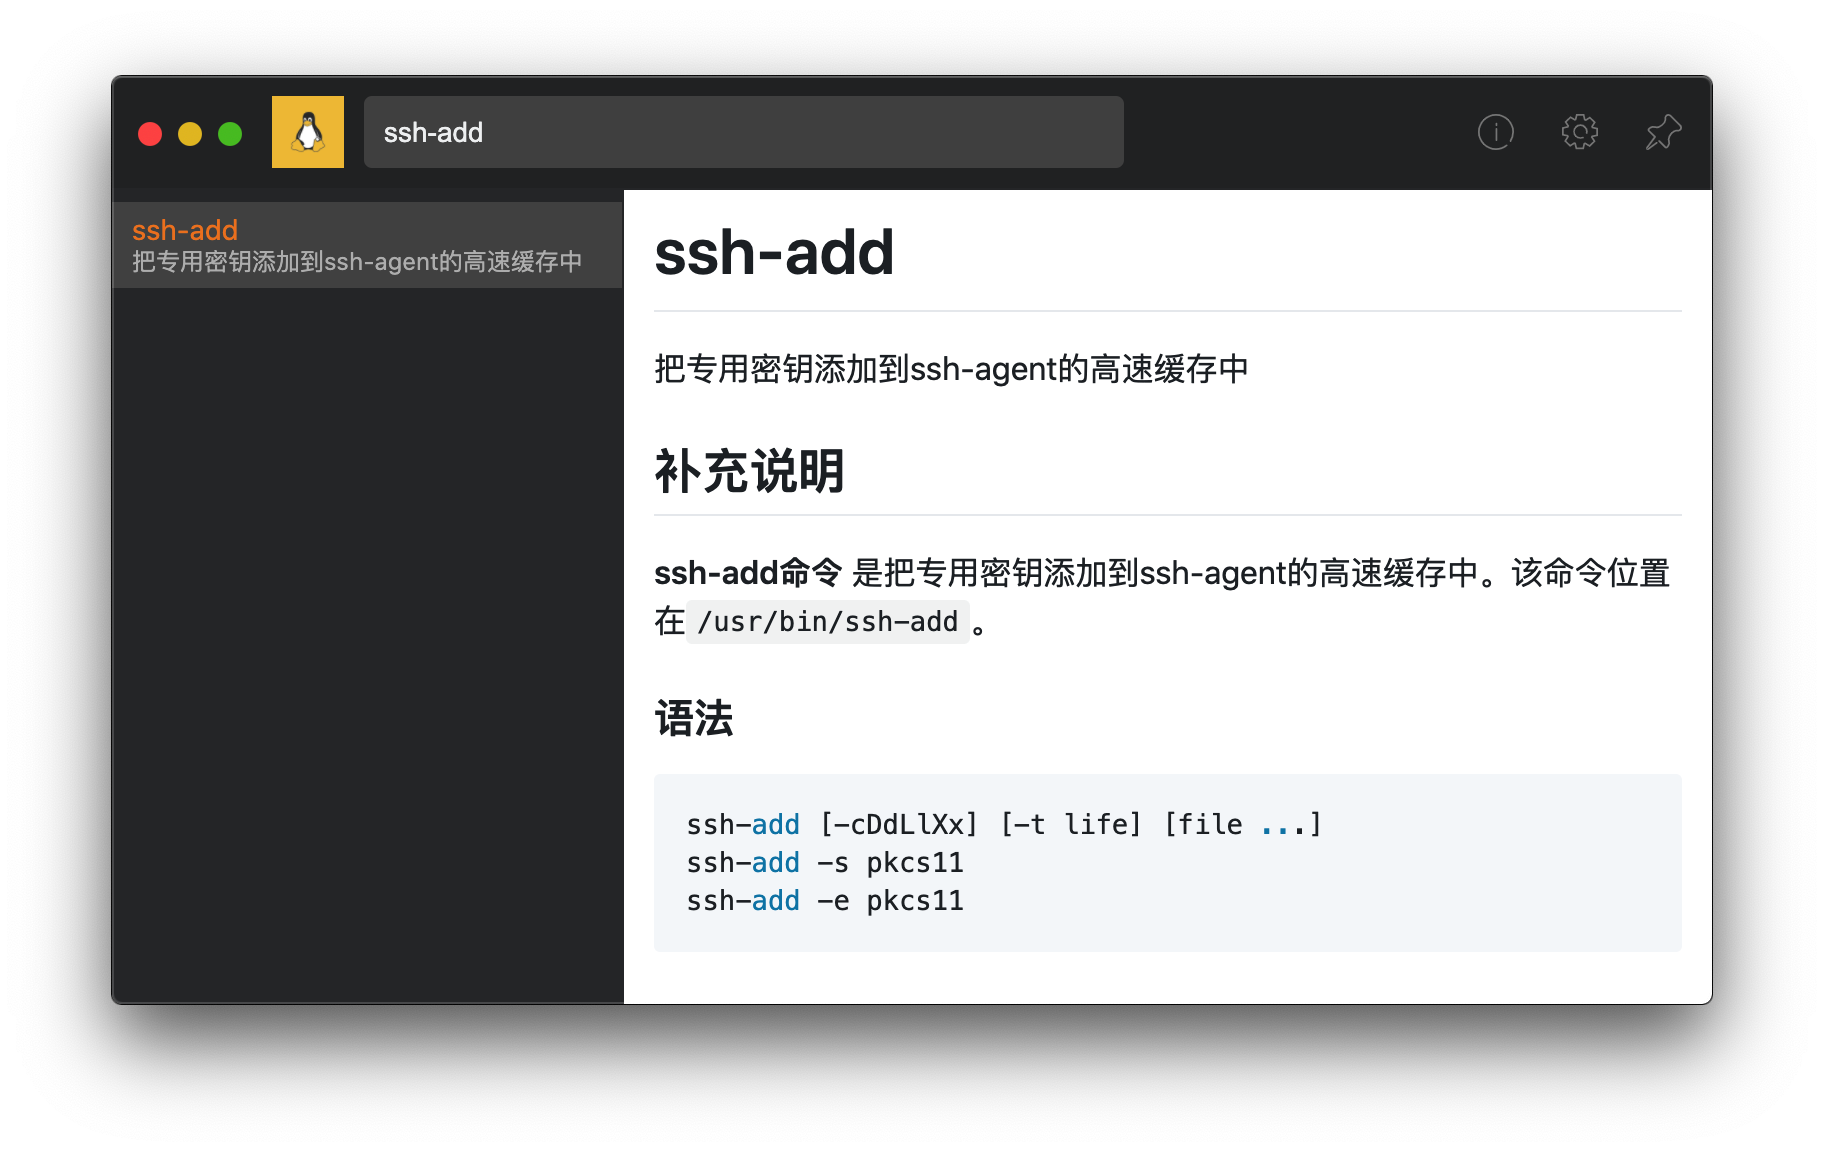 ssh-add
ssh-add
把专用密钥添加到ssh-agent的高速缓存中
ssh-add
把专用密钥添加到ssh-agent的高速缓存中
补充说明
ssh-add命令 是把专用密钥添加到ssh-agent的高速缓存中。该命令位置
在 /usr/bin/ssh-add 。
语法
ssh-add [-cDdLlXx] [-t life] [file ...]
ssh-add -s pkcs11
ssh-add -e pkcs11